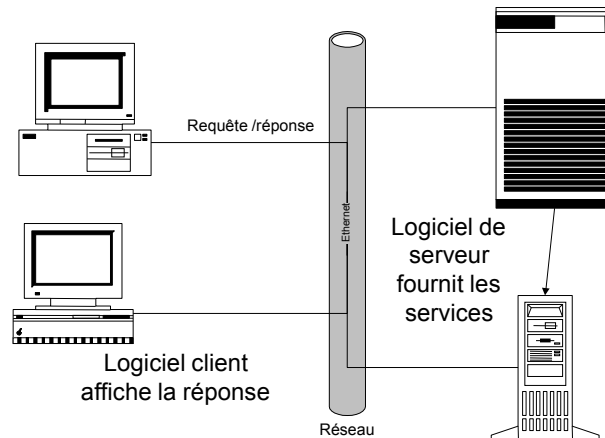 Requête /réponse
Ethernet
Logiciel de
serveur
fournit les
services
Logiciel client
affiche la réponse
Réseau